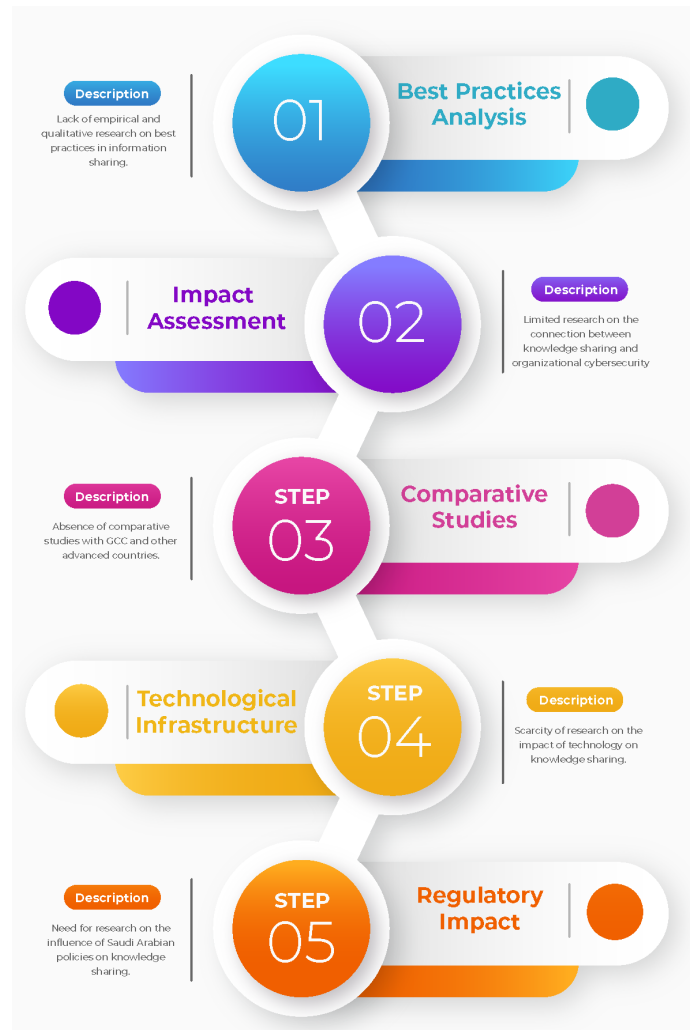 01
Best Practices
Analysis
Description
Lack of empirical and
qualitative research on best
practices in information
sharing.
Impact
Assessment
02
Description
Limited research on the
connection between
knowledge sharing and
organizational cybersecurity
STEP
03
Comparative
Studies
Description
Absence of comparative
studies with GCC and other
advanced countries.
Technological
Infrastructure
STEP
04
Description
Scarcity of research on the
impact of technology on
knowledge sharing.
STEP
05
Regulatory
Impact
Description
Need for research on the
influence of Saudi Arabian
policies on knowledge
sharing.